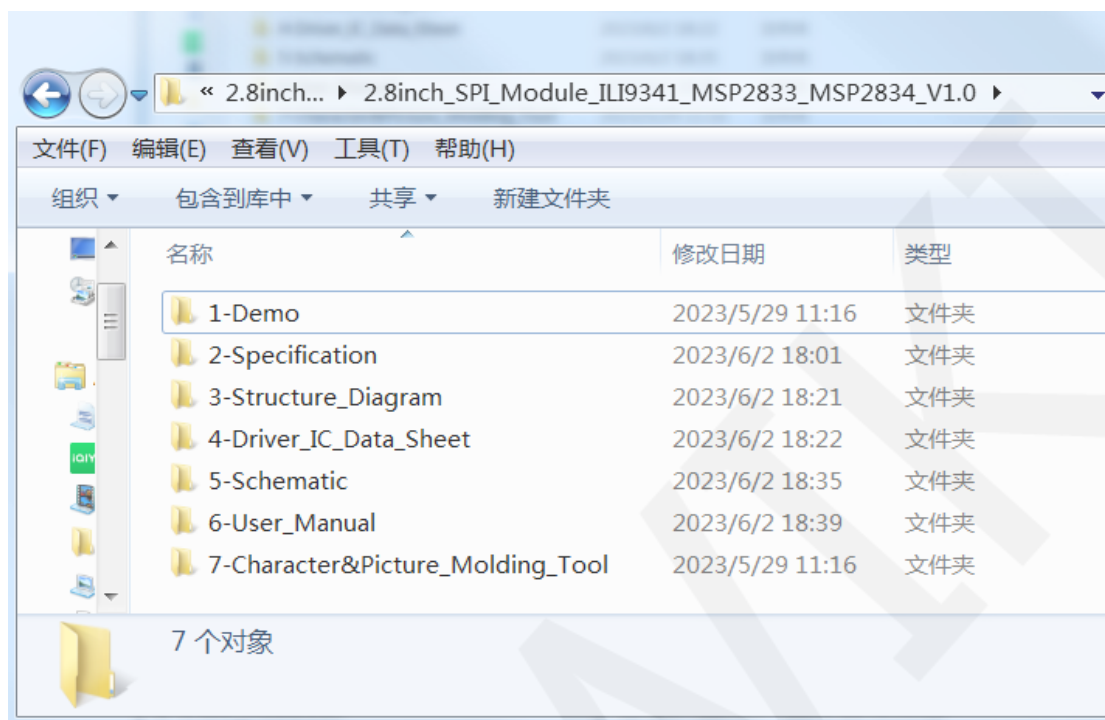 « 2.8inch... ▸ 2.8inch_SPI_Module_ILI9341_MSP2833_MSP2834_V1.0 ▸
文件(F) 编辑(E) 查看(V) 工具(T) 帮助(H)
组织 包含到库中 共享 新建文件夹
名称 修改日期 类型
1-Demo 2023/5/29 11:16 文件夹
2-Specification 2023/6/2 18:01 文件夹
3-Structure_Diagram 2023/6/2 18:21 文件夹
4-Driver_IC_Data_Sheet 2023/6/2 18:22 文件夹
5-Schematic 2023/6/2 18:35 文件夹
6-User_Manual 2023/6/2 18:39 文件夹
7-Character&Picture_Molding_Tool 2023/5/29 11:16 文件夹
7 个对象